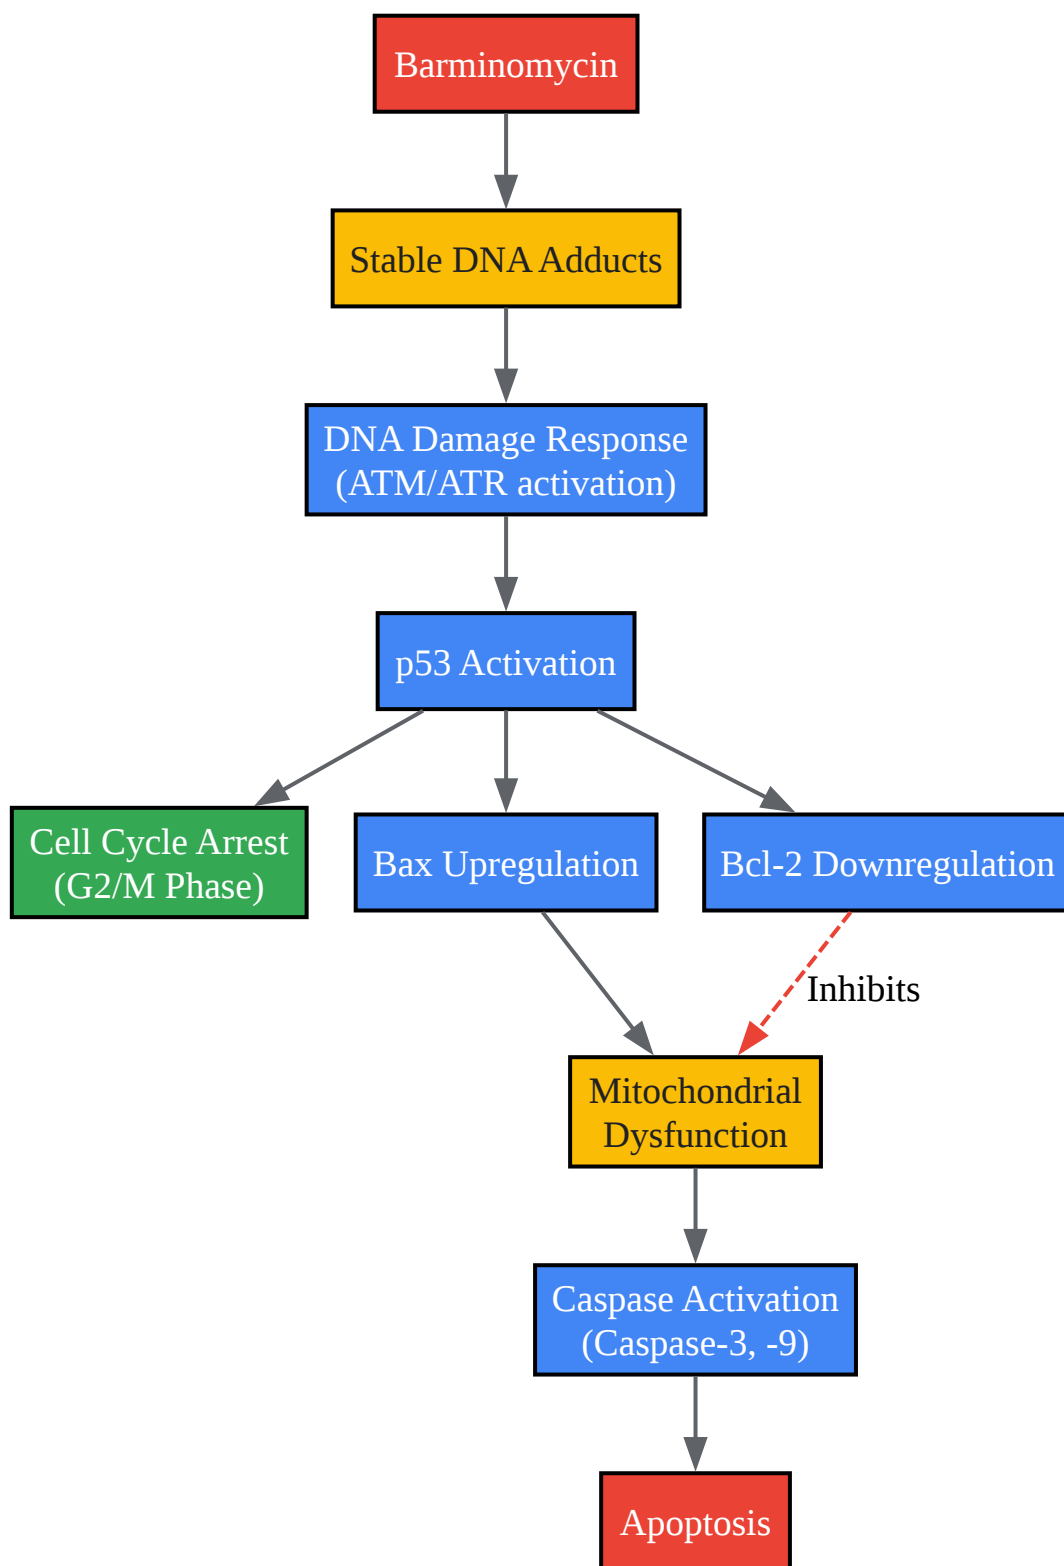 Barminomycin
Stable DNA Adducts
DNA Damage Response
(ATM/ATR activation)
p53 Activation
Cell Cycle Arrest
(G2/M Phase)
Bax Upregulation
Bcl-2 Downregulation
Inhibits
Mitochondrial
Dysfunction
Caspase Activation
(Caspase-3, -9)
Apoptosis